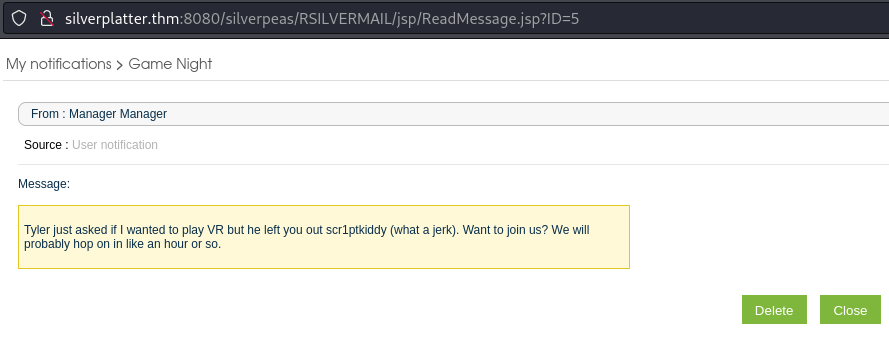 silverplatter.thm:8080/silverpeas/RSILVERMAIL/jsp/ReadMessage.jsp?ID=5
My notifications > Game Night
From : Manager Manager
Source : User notification
Message:
Tyler just asked if I wanted to play VR but he left you out scr1ptkiddy (what a jerk). Want to join us? We will
probably hop on in like an hour or so.
Delete Close